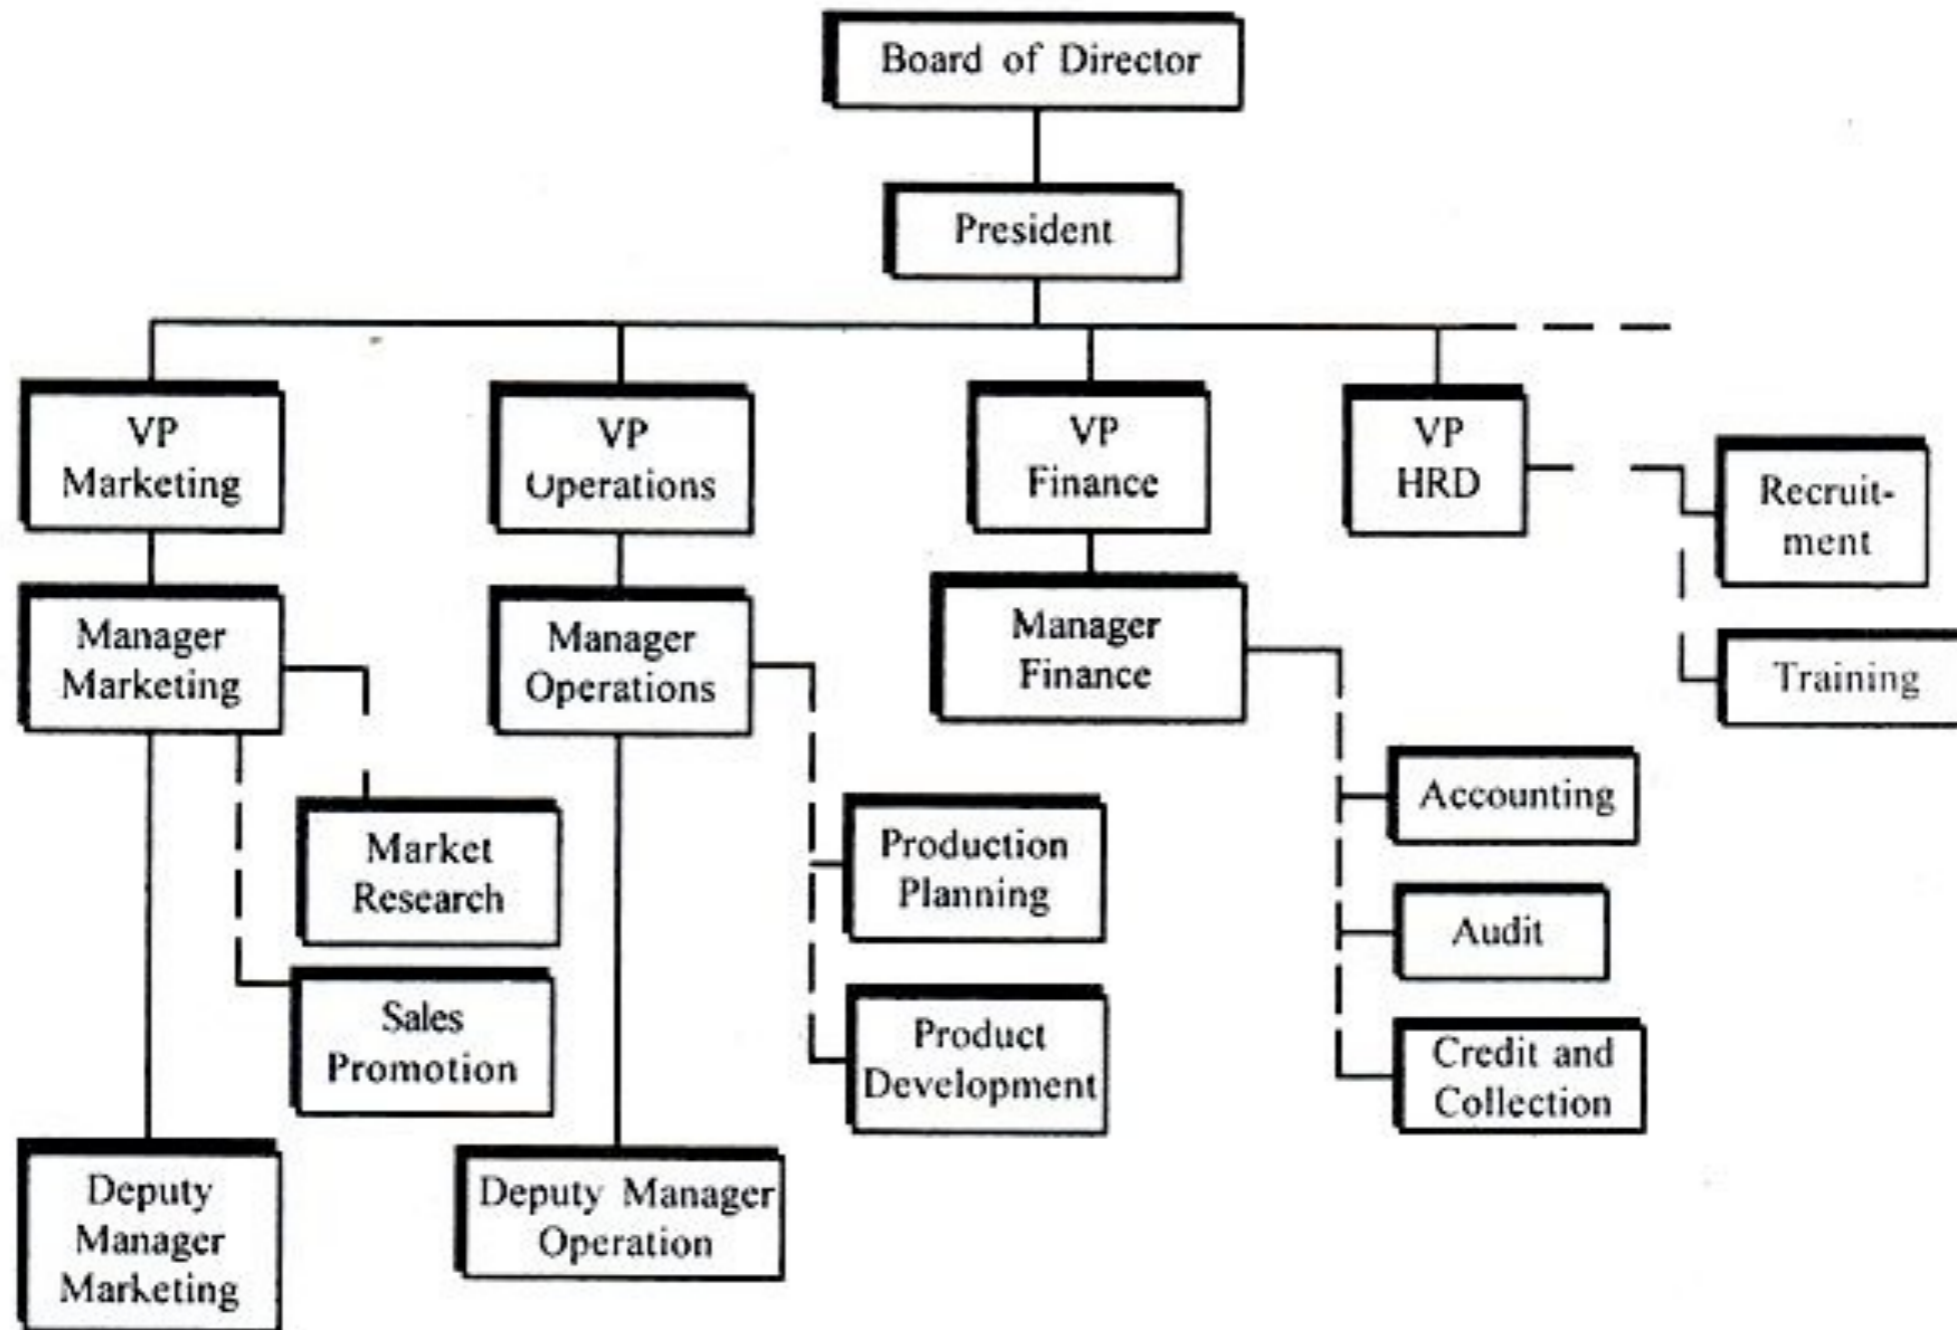 Board of Director
President
VP
Marketing
VP
Operations
VP
Finance
VP
HRD
Recruit-
ment
Training
Manager
Marketing
Manager
Operations
Manager
Finance
Market
Research
Sales
Promotion
Production
Planning
Product
Development
Accounting
Audit
Credit and
Collection
Deputy
Manager
Marketing
Deputy Manager
Operation